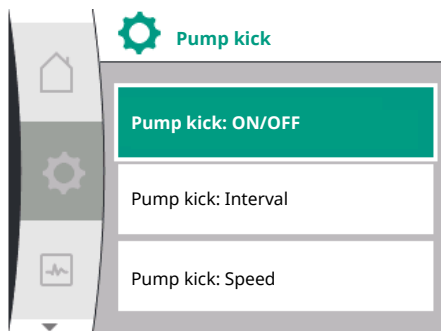 Pump kick
Pump kick: ON/OFF
Pump kick: Interval
Pump kick: Speed